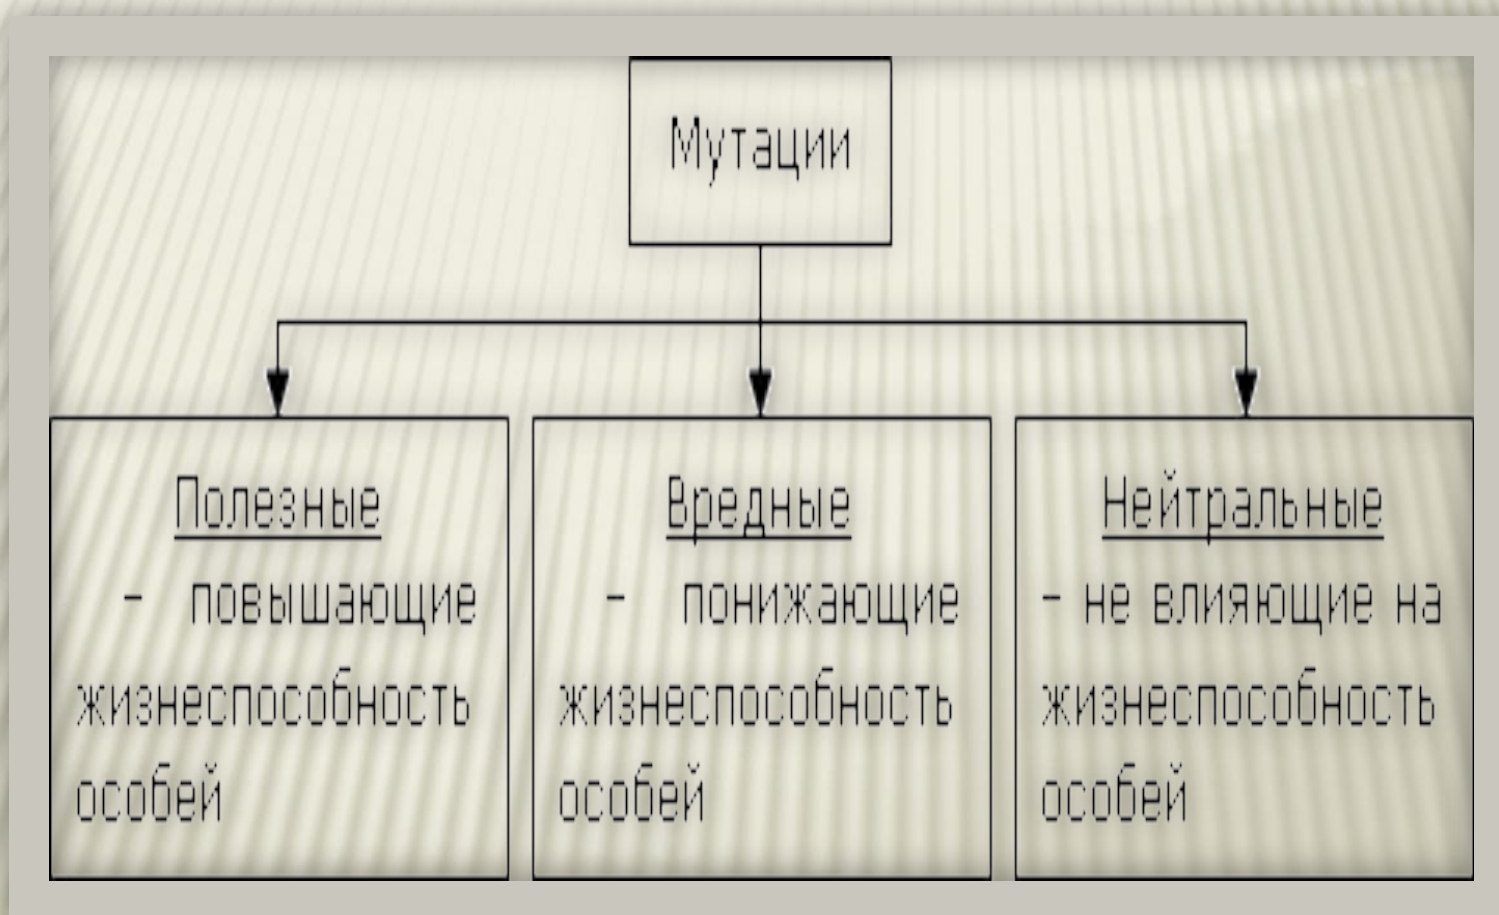 Мутации
Полезные
- повышающие
жизнеспособность
особей
Вредные
- понижающие
жизнеспособность
особей
Нейтральные
- не влияющие на
жизнеспособность
особей